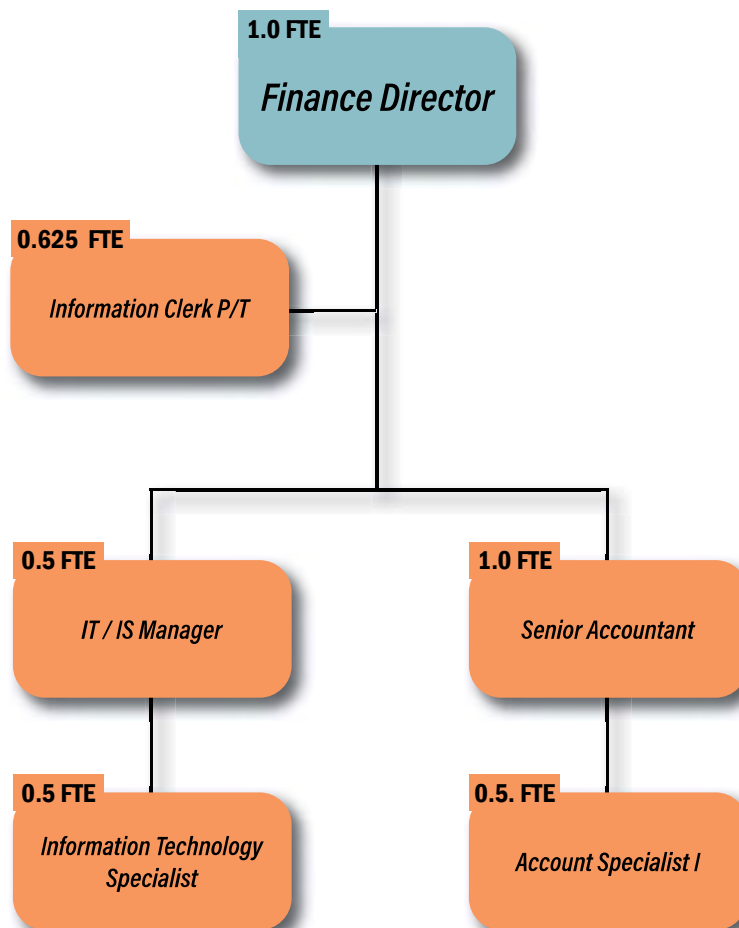 1.0 FTE
Finance Director
0.625 FTE
Information Clerk P/T
0.5 FTE
IT / IS Manager
1.0 FTE
Senior Accountant
0.5 FTE
Information Technology
Specialist
0.5. FTE
Account Specialist I